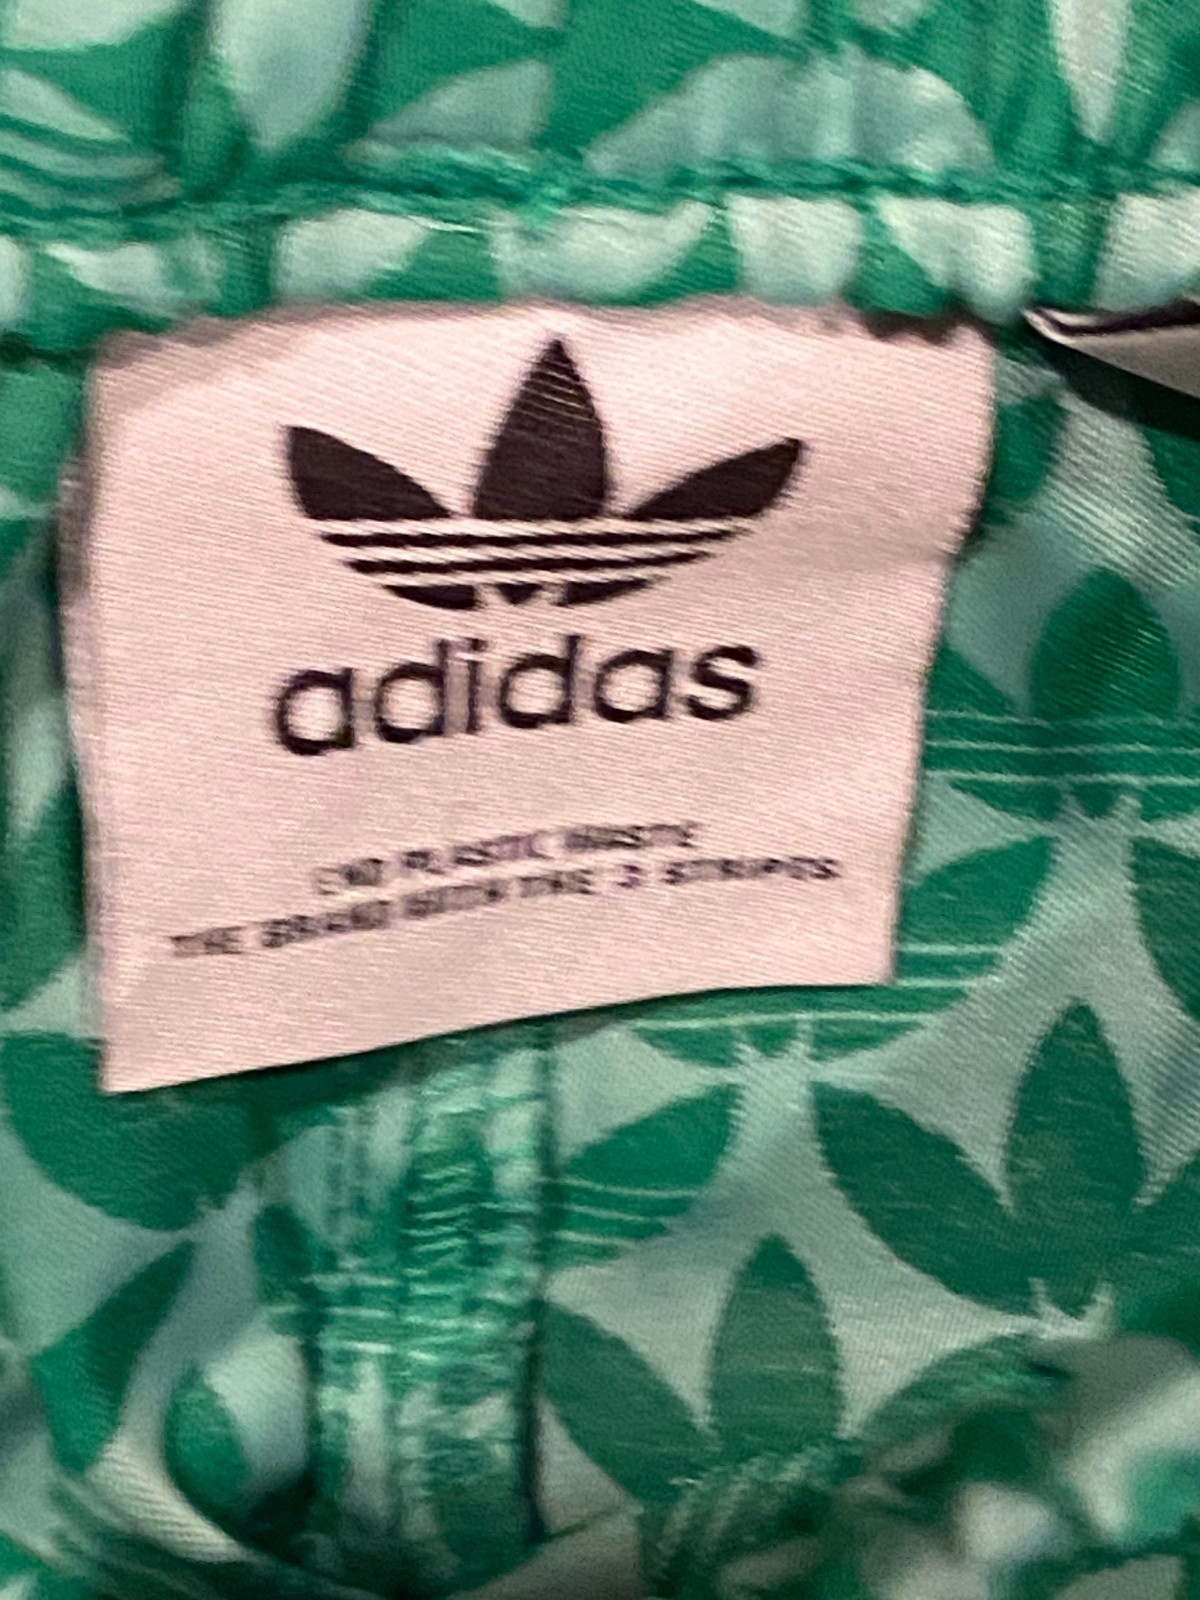 adidas
END PLASTIC WASTE
THE BRAND WITH THE 3 STRIPES